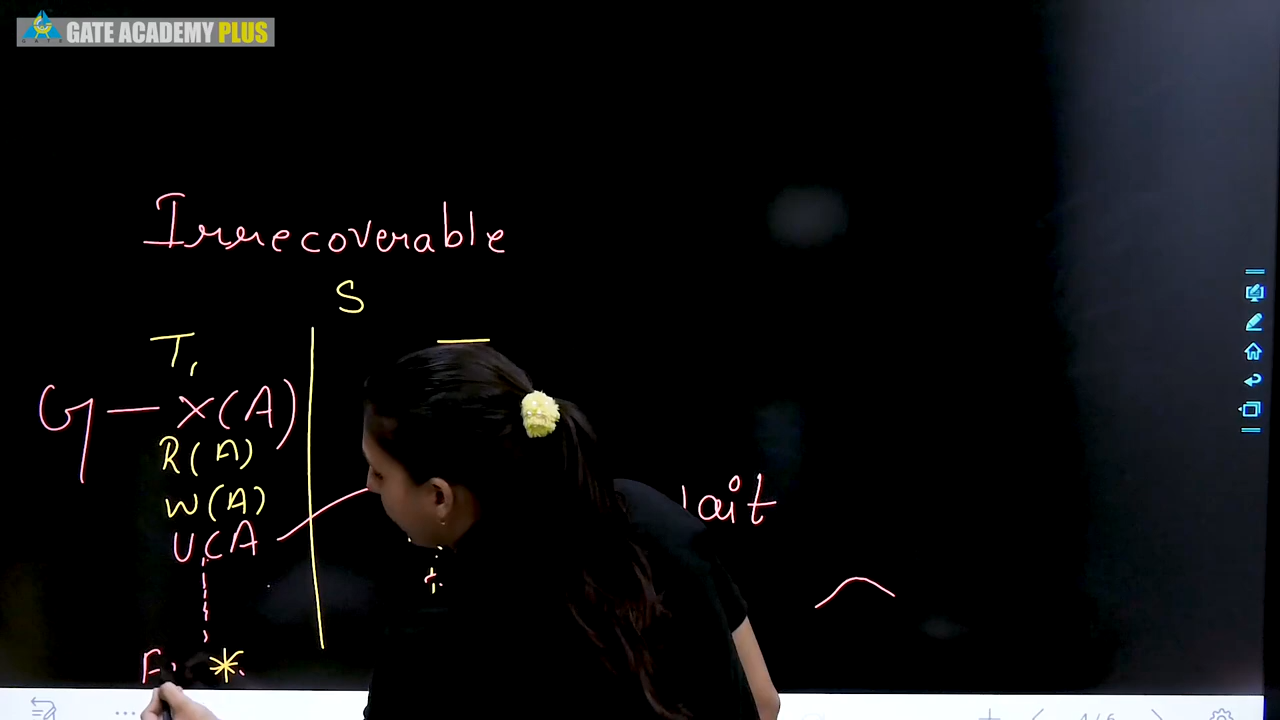 GATE ACADEMY PLUS
Irrecoverable
S
T1
G — X(A)
R(A)
W(A)
U(A
ait